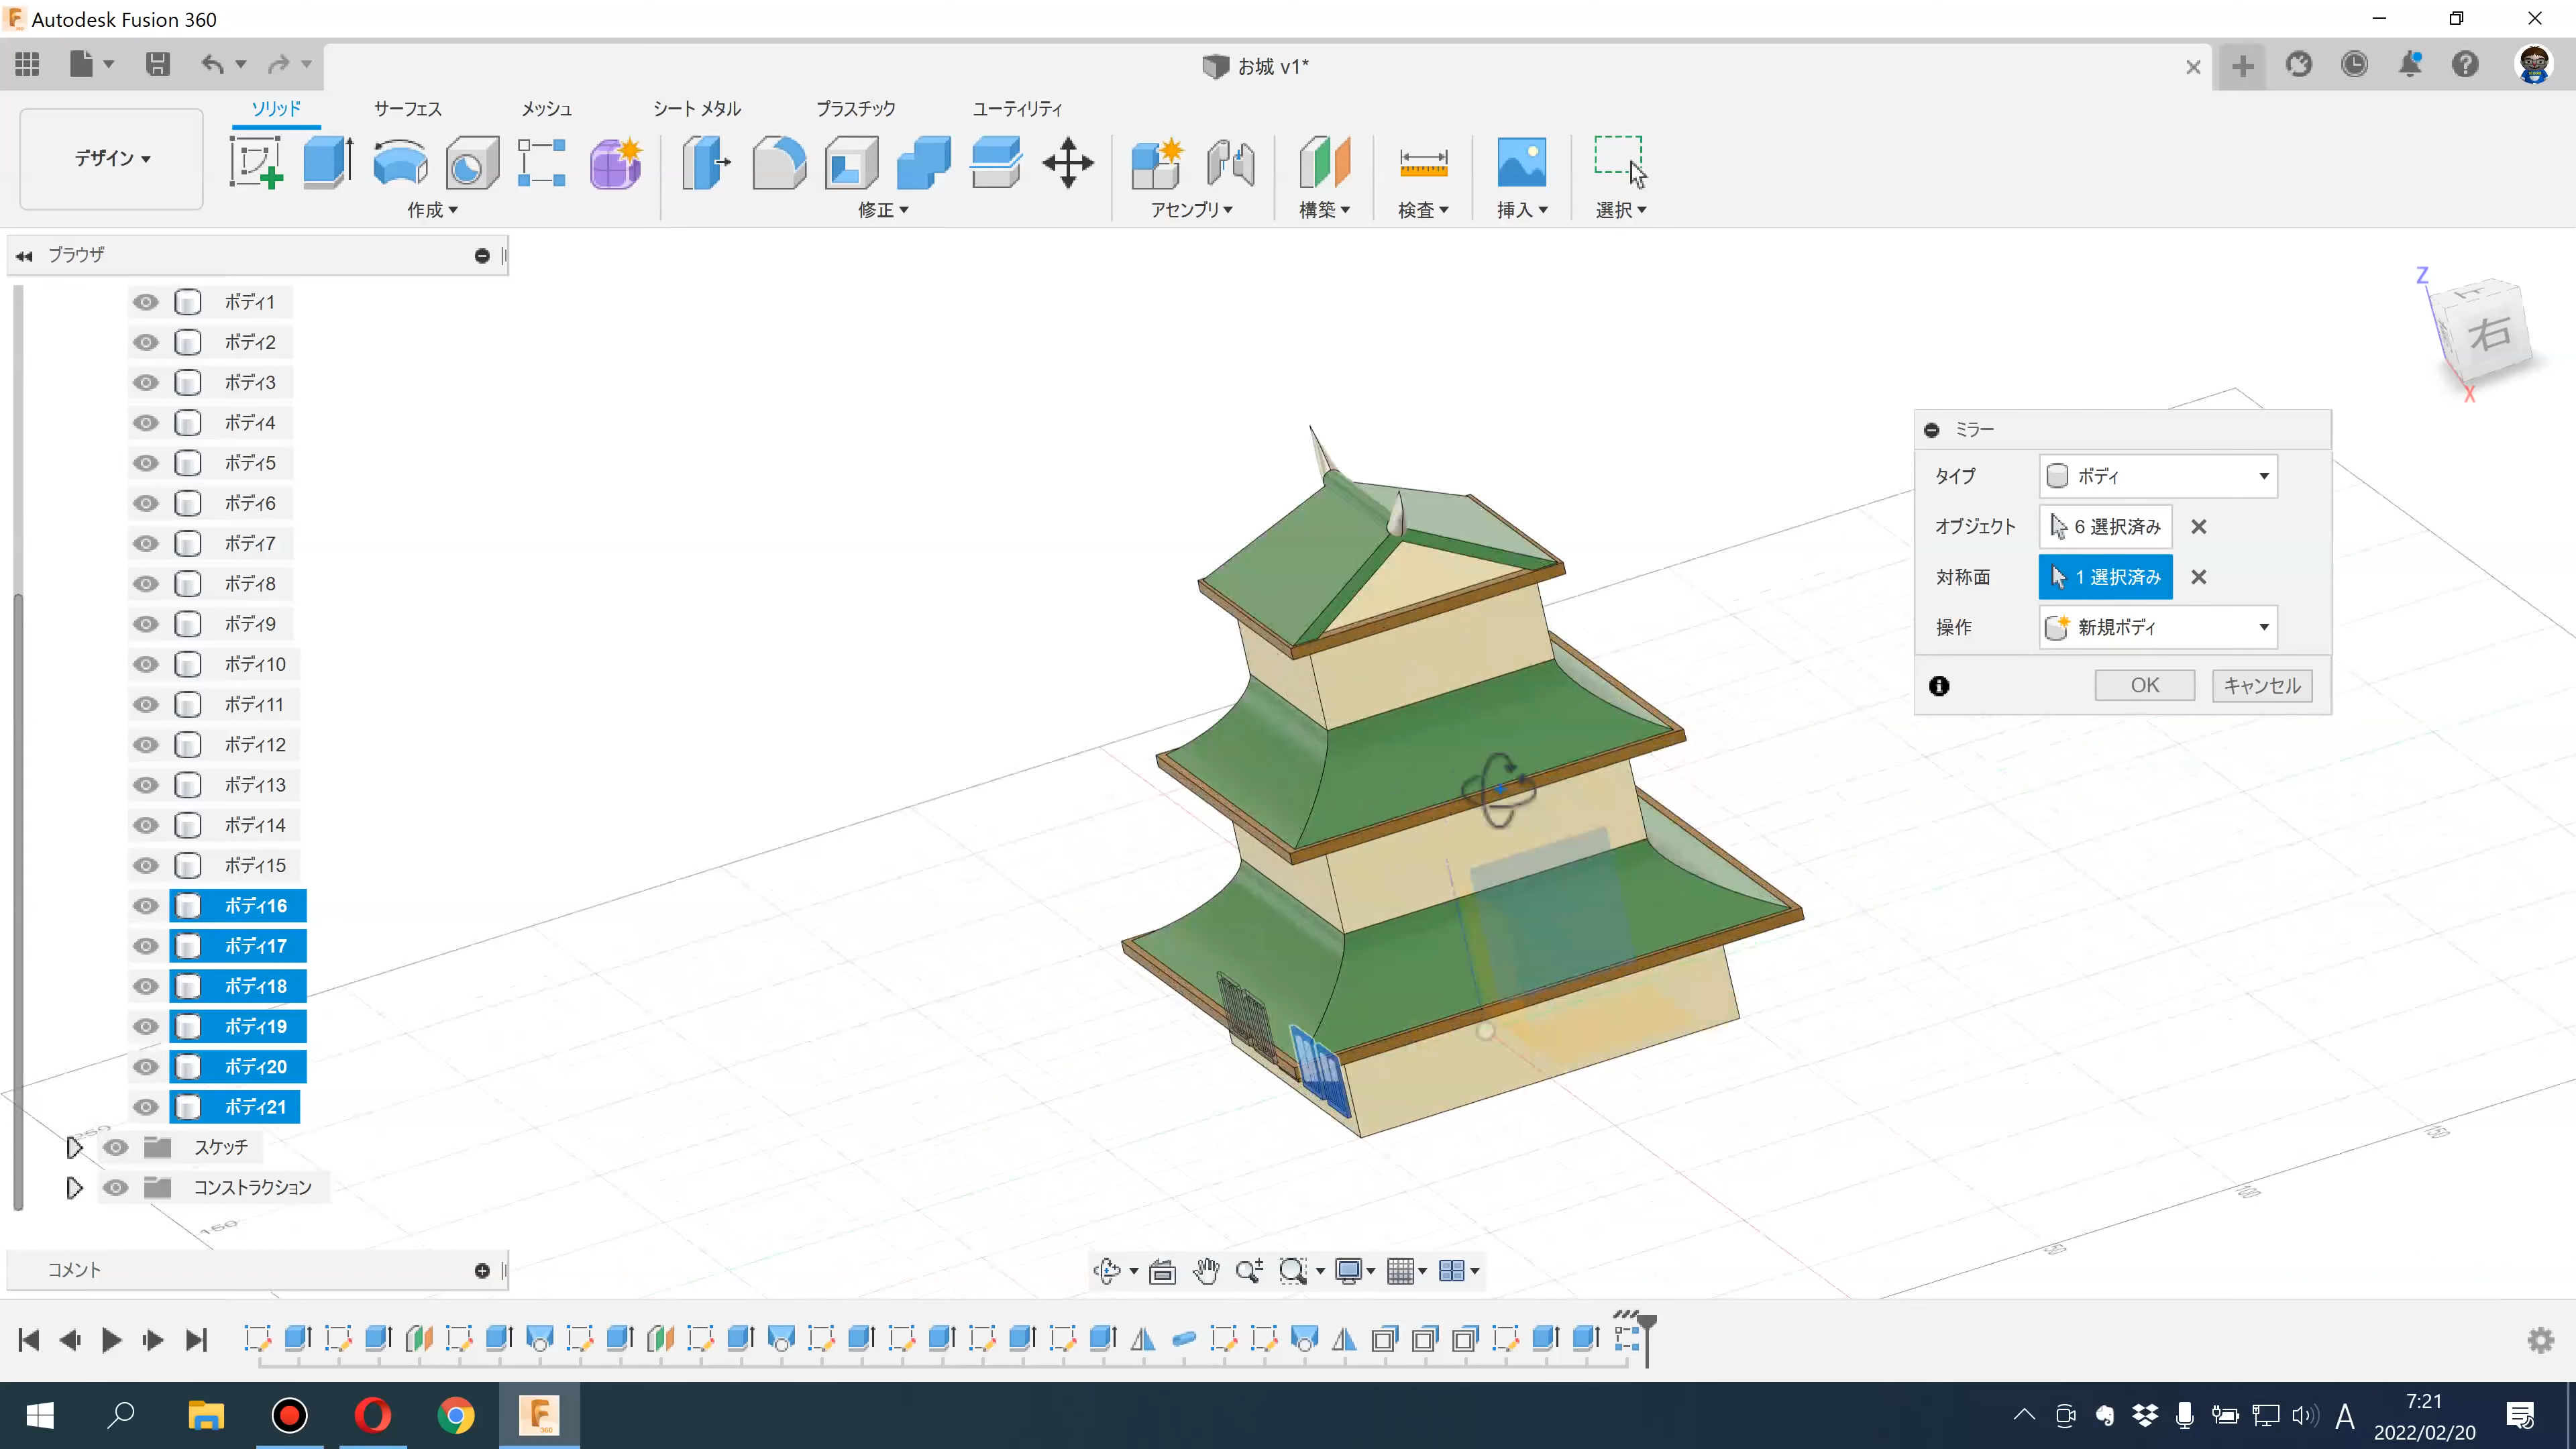 Autodesk Fusion 360
お城 v1*
デザイン
ソリッド
サーフェス
メッシュ
シート メタル
プラスチック
ユーティリティ
作成
修正
アセンブリ
構築
検査
挿入
選択
ブラウザ
ボディ1
ボディ2
ボディ3
ボディ4
ボディ5
ボディ6
ボディ7
ボディ8
ボディ9
ボディ10
ボディ11
ボディ12
ボディ13
ボディ14
ボディ15
ボディ16
ボディ17
ボディ18
ボディ19
ボディ20
ボディ21
スケッチ
コンストラクション
コメント
Z
右
X
ミラー
タイプ
ボディ
オブジェクト
6 選択済み
対称面
1 選択済み
操作
新規ボディ
OK
キャンセル
250
150
50
100
150
F
360
A
7:21
2022/02/20